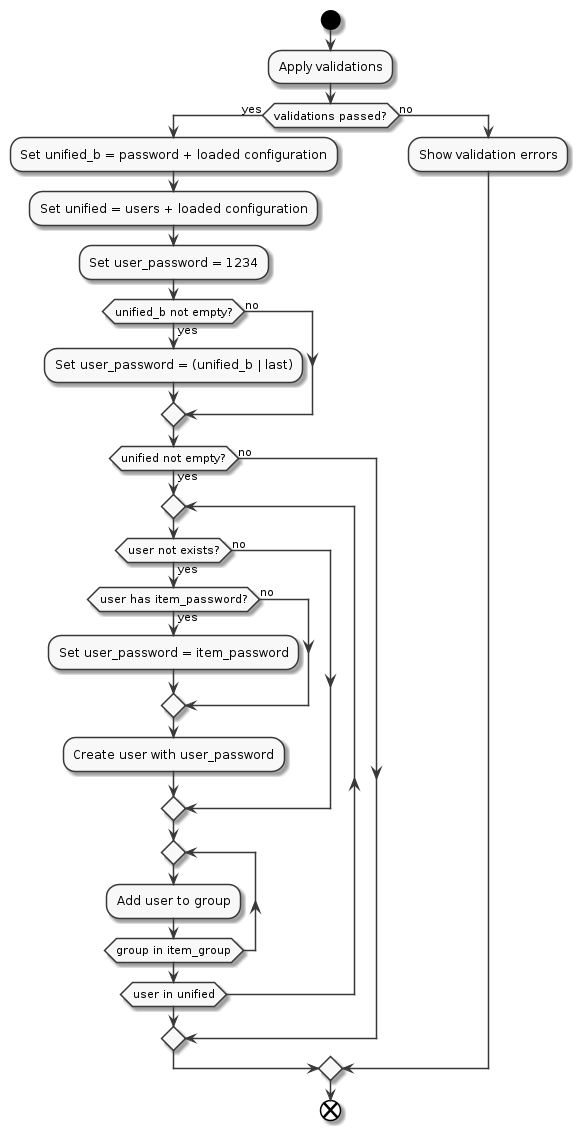 Apply validations
yes
validations passed?
no
Set unified_b = password + loaded configuration
Show validation errors
Set unified = users + loaded configuration
Set user_password = 1234
unified_b not empty?
no
yes
Set user_password = (unified_b | last)
unified not empty?
no
yes
user not exists?
no
yes
user has item_password?
no
yes
Set user_password = item_password
Create user with user_password
Add user to group
group in item_group
user in unified